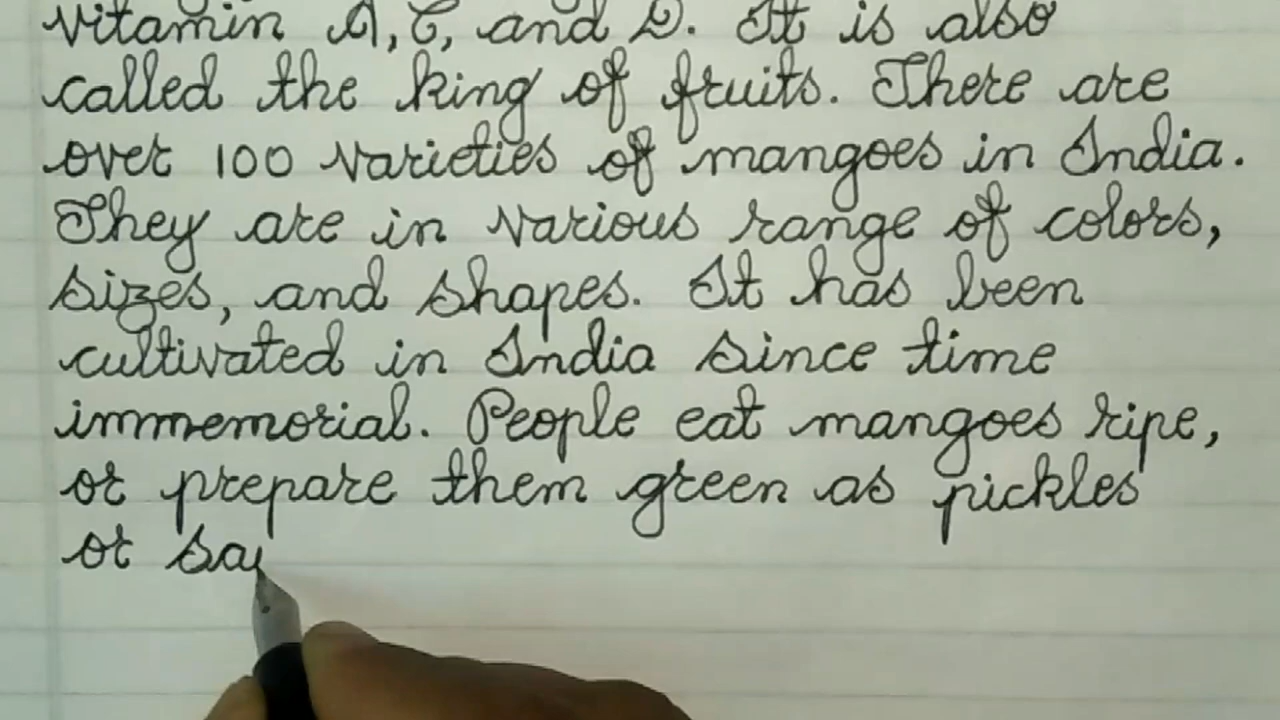 vitamin A, C, and D. It is also
called the king of fruits. There are
over 100 varieties of mangoes in India.
They are in various range of colors,
sizes, and shapes. It has been
cultivated in India since time
immemorial. People eat mangoes ripe,
or prepare them green as pickles
or sau